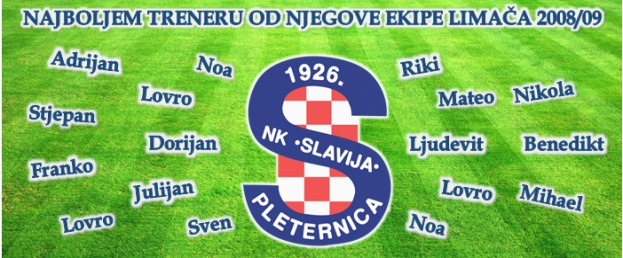 NAJBOLJEM TRENERU OD NJEGOVE EKIPE LIMAČA 2008/09
Adrijan
Noa
Lovro
Stjepan
Dorijan
Franko
Julijan
Lovro
Sven
1926.
NK ·SLAVIJA·
PLETERNICA
Riki
Mateo
Nikola
Ljudevit
Benedikt
Lovro
Mihael
Noa